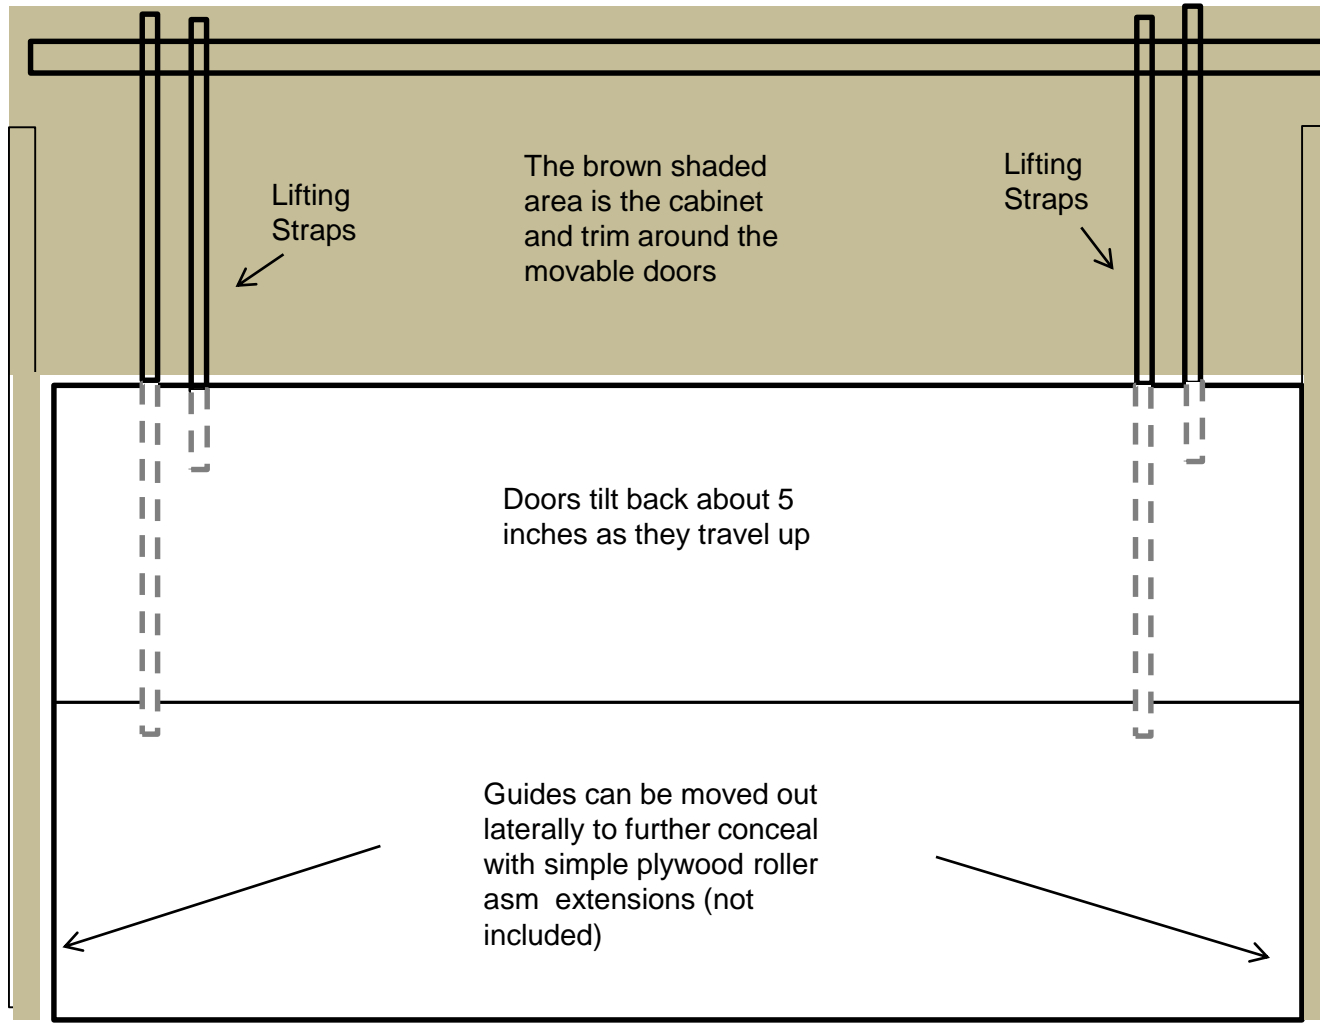 The brown shaded
area is the cabinet
and trim around the
movable doors
Lifting
Straps
Lifting
Straps
Doors tilt back about 5
inches as they travel up
Guides can be moved out
laterally to further conceal
with simple plywood roller
asm  extensions (not
included)